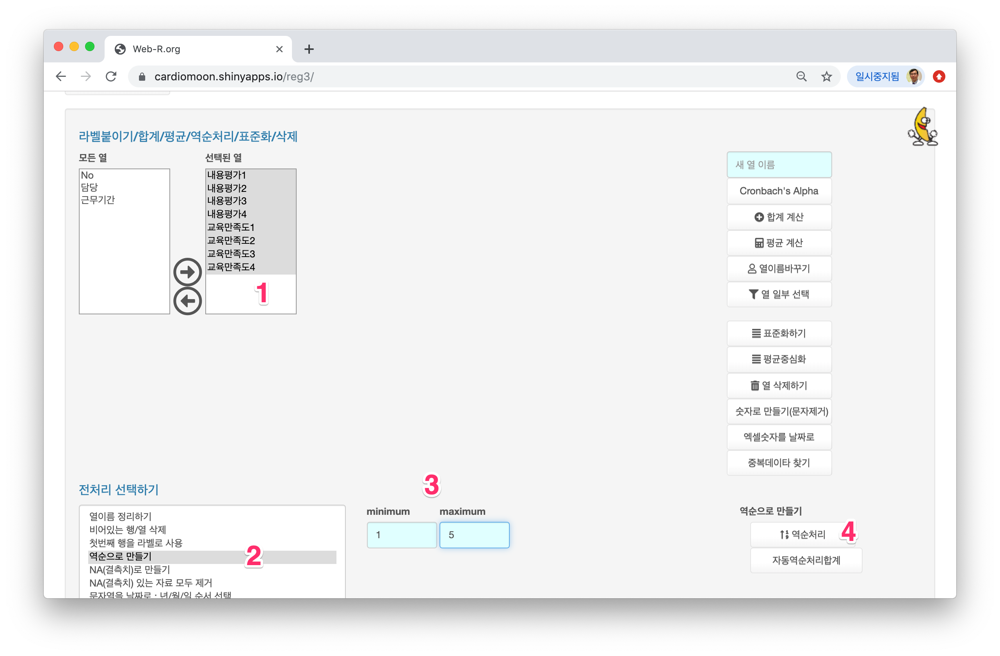 Web-R.org
cardiomoon.shinyapps.io/reg3/
일시중지됨
라벨붙이기/합계/평균/역순처리/표준화/삭제
모든 열
선택된 열
No
담당
근무기간
내용평가1
내용평가2
내용평가3
내용평가4
교육만족도1
교육만족도2
교육만족도3
교육만족도4
1
새 열 이름
Cronbach's Alpha
합계 계산
평균 계산
열이름바꾸기
열 일부 선택
표준화하기
평균중심화
열 삭제하기
숫자로 만들기(문자제거)
엑셀숫자를 날짜로
중복데이타 찾기
전처리 선택하기
열이름 정리하기
비어있는 행/열 삭제
첫번째 행을 라벨로 사용
역순으로 만들기
2
NA(결측치)로 만들기
NA(결측치) 있는 자료 모두 제거
문자열을 날짜로 : 년/월/일 순서 선택
3
minimum
maximum
1
5
역순으로 만들기
역순처리
4
자동역순처리합계